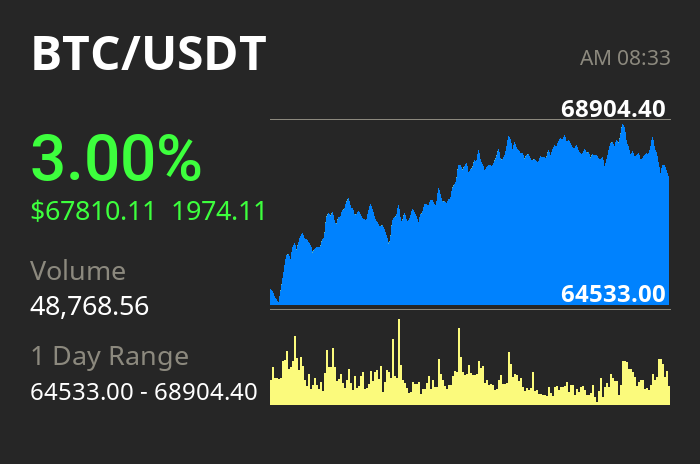 BTC/USDT
AM 08:33
68904.40
3.00%
$67810.11 1974.11
Volume
48,768.56
64533.00
1 Day Range
64533.00 - 68904.40